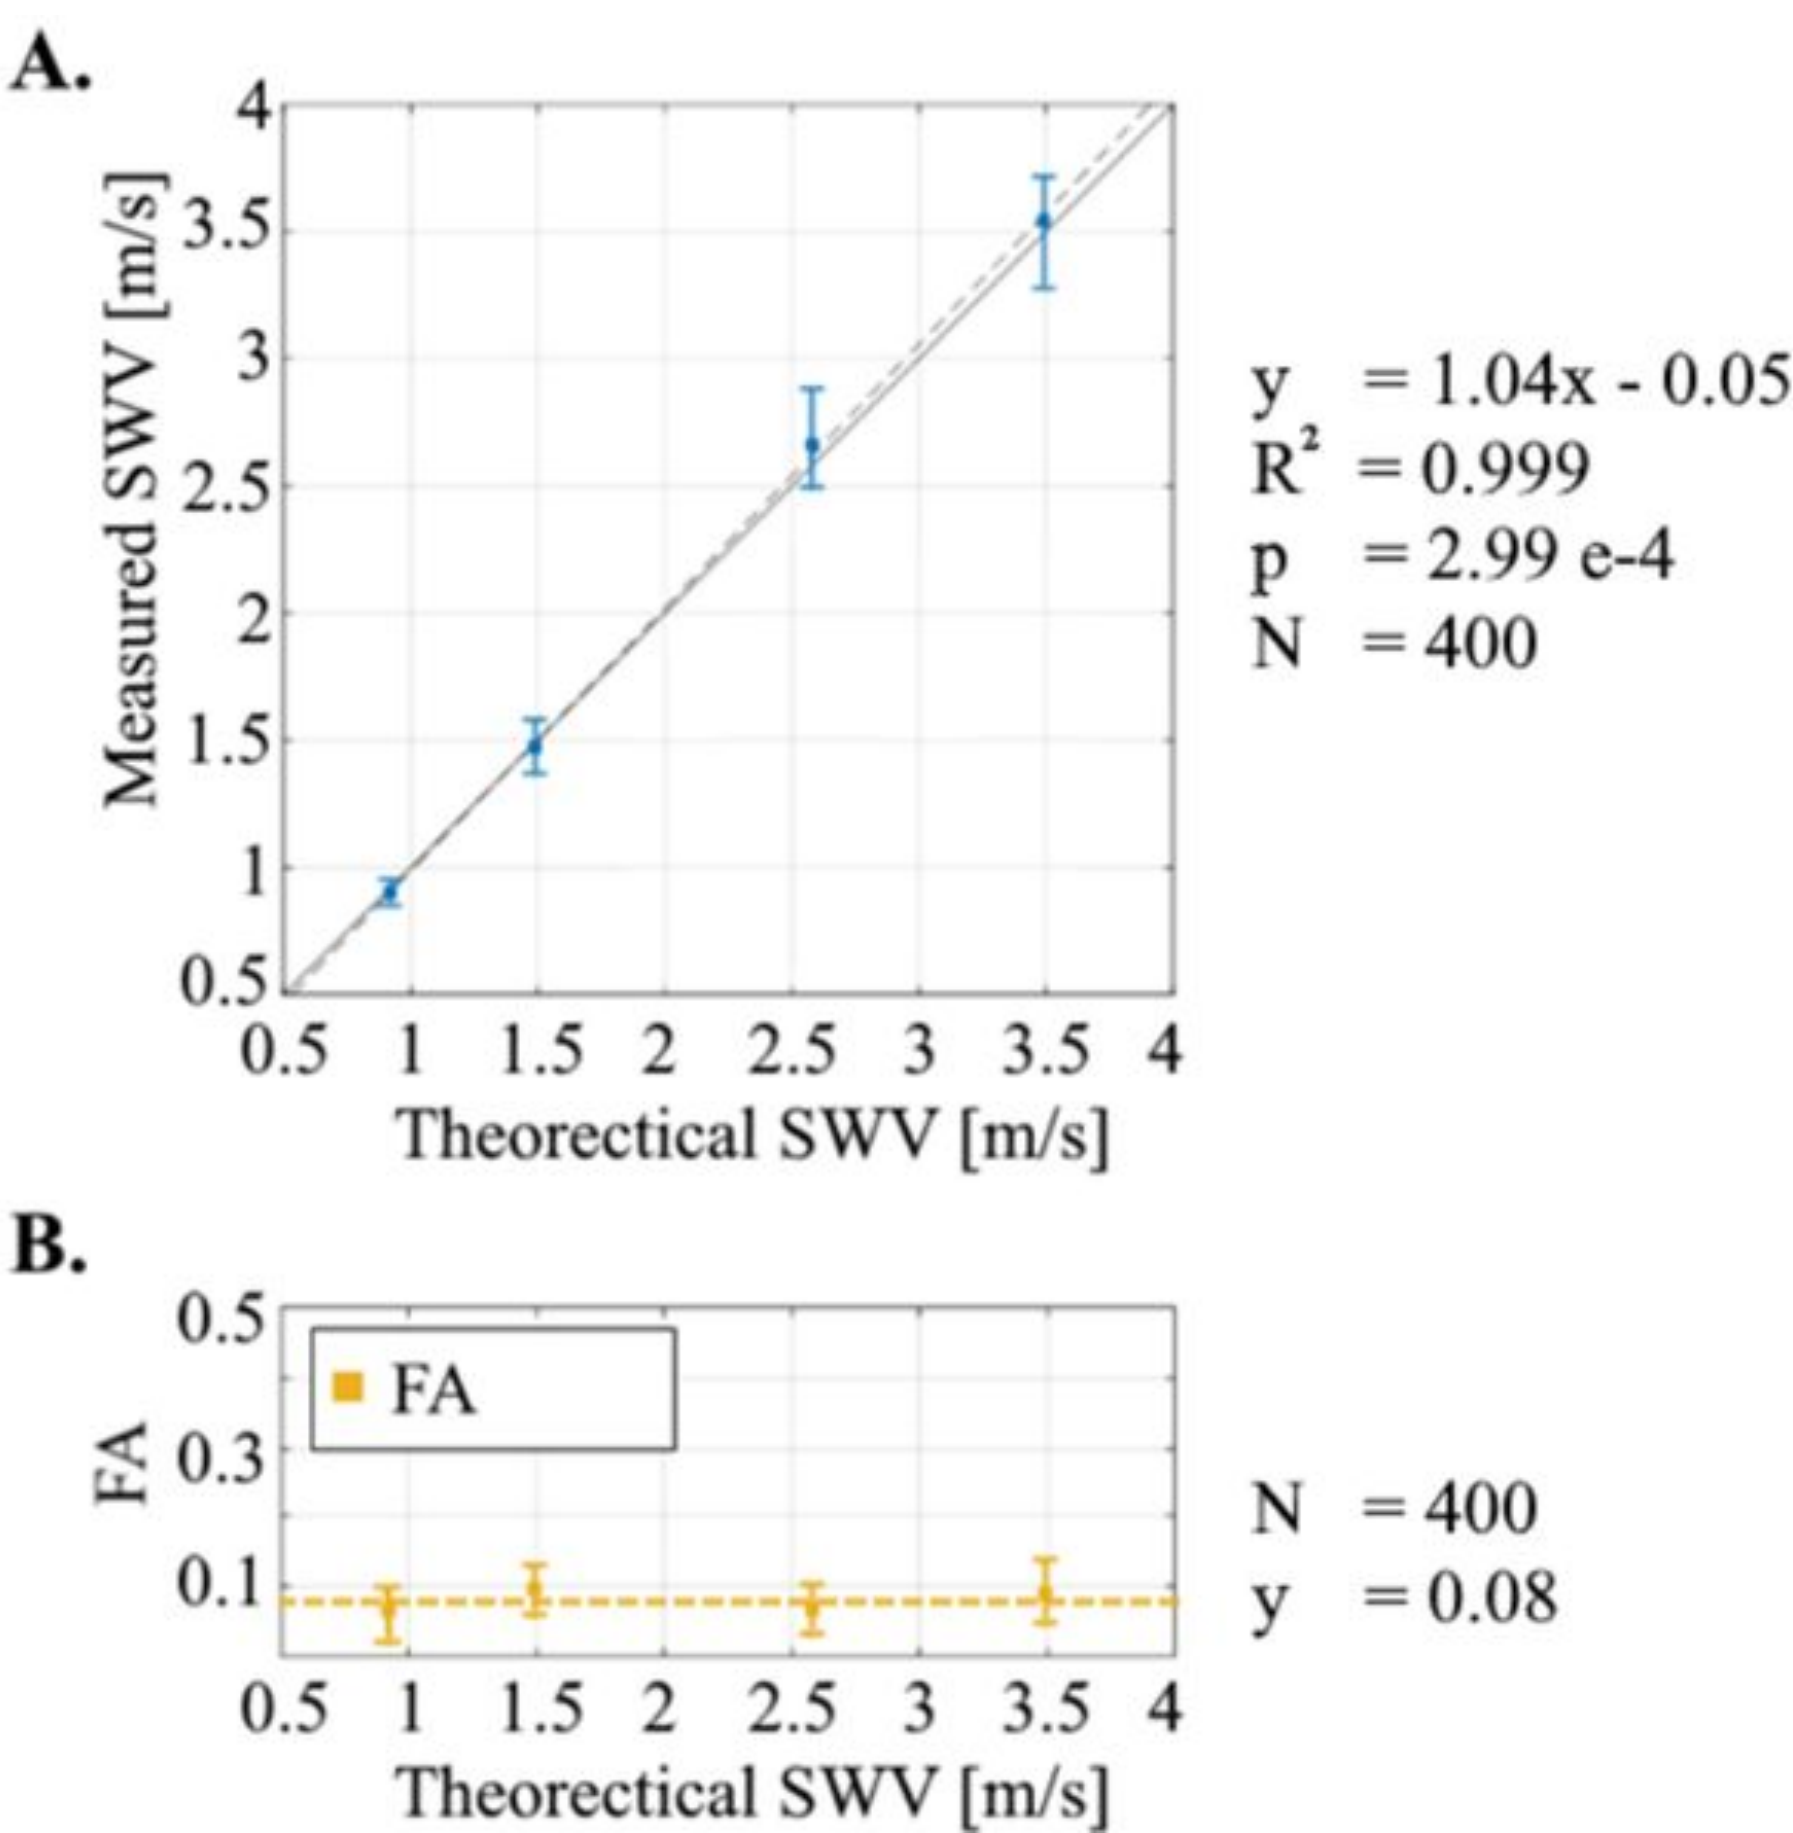 A.
4
3.5
3
2.5
2
1.5
1
0.5
Measured SWV [m/s]
0.5 1 1.5 2 2.5 3 3.5 4
Theorectical SWV [m/s]
y = 1.04x - 0.05
R² = 0.999
p = 2.99 e-4
N = 400
B.
0.5
0.3
0.1
FA
FA
0.5 1 1.5 2 2.5 3 3.5 4
Theorectical SWV [m/s]
N = 400
y = 0.08